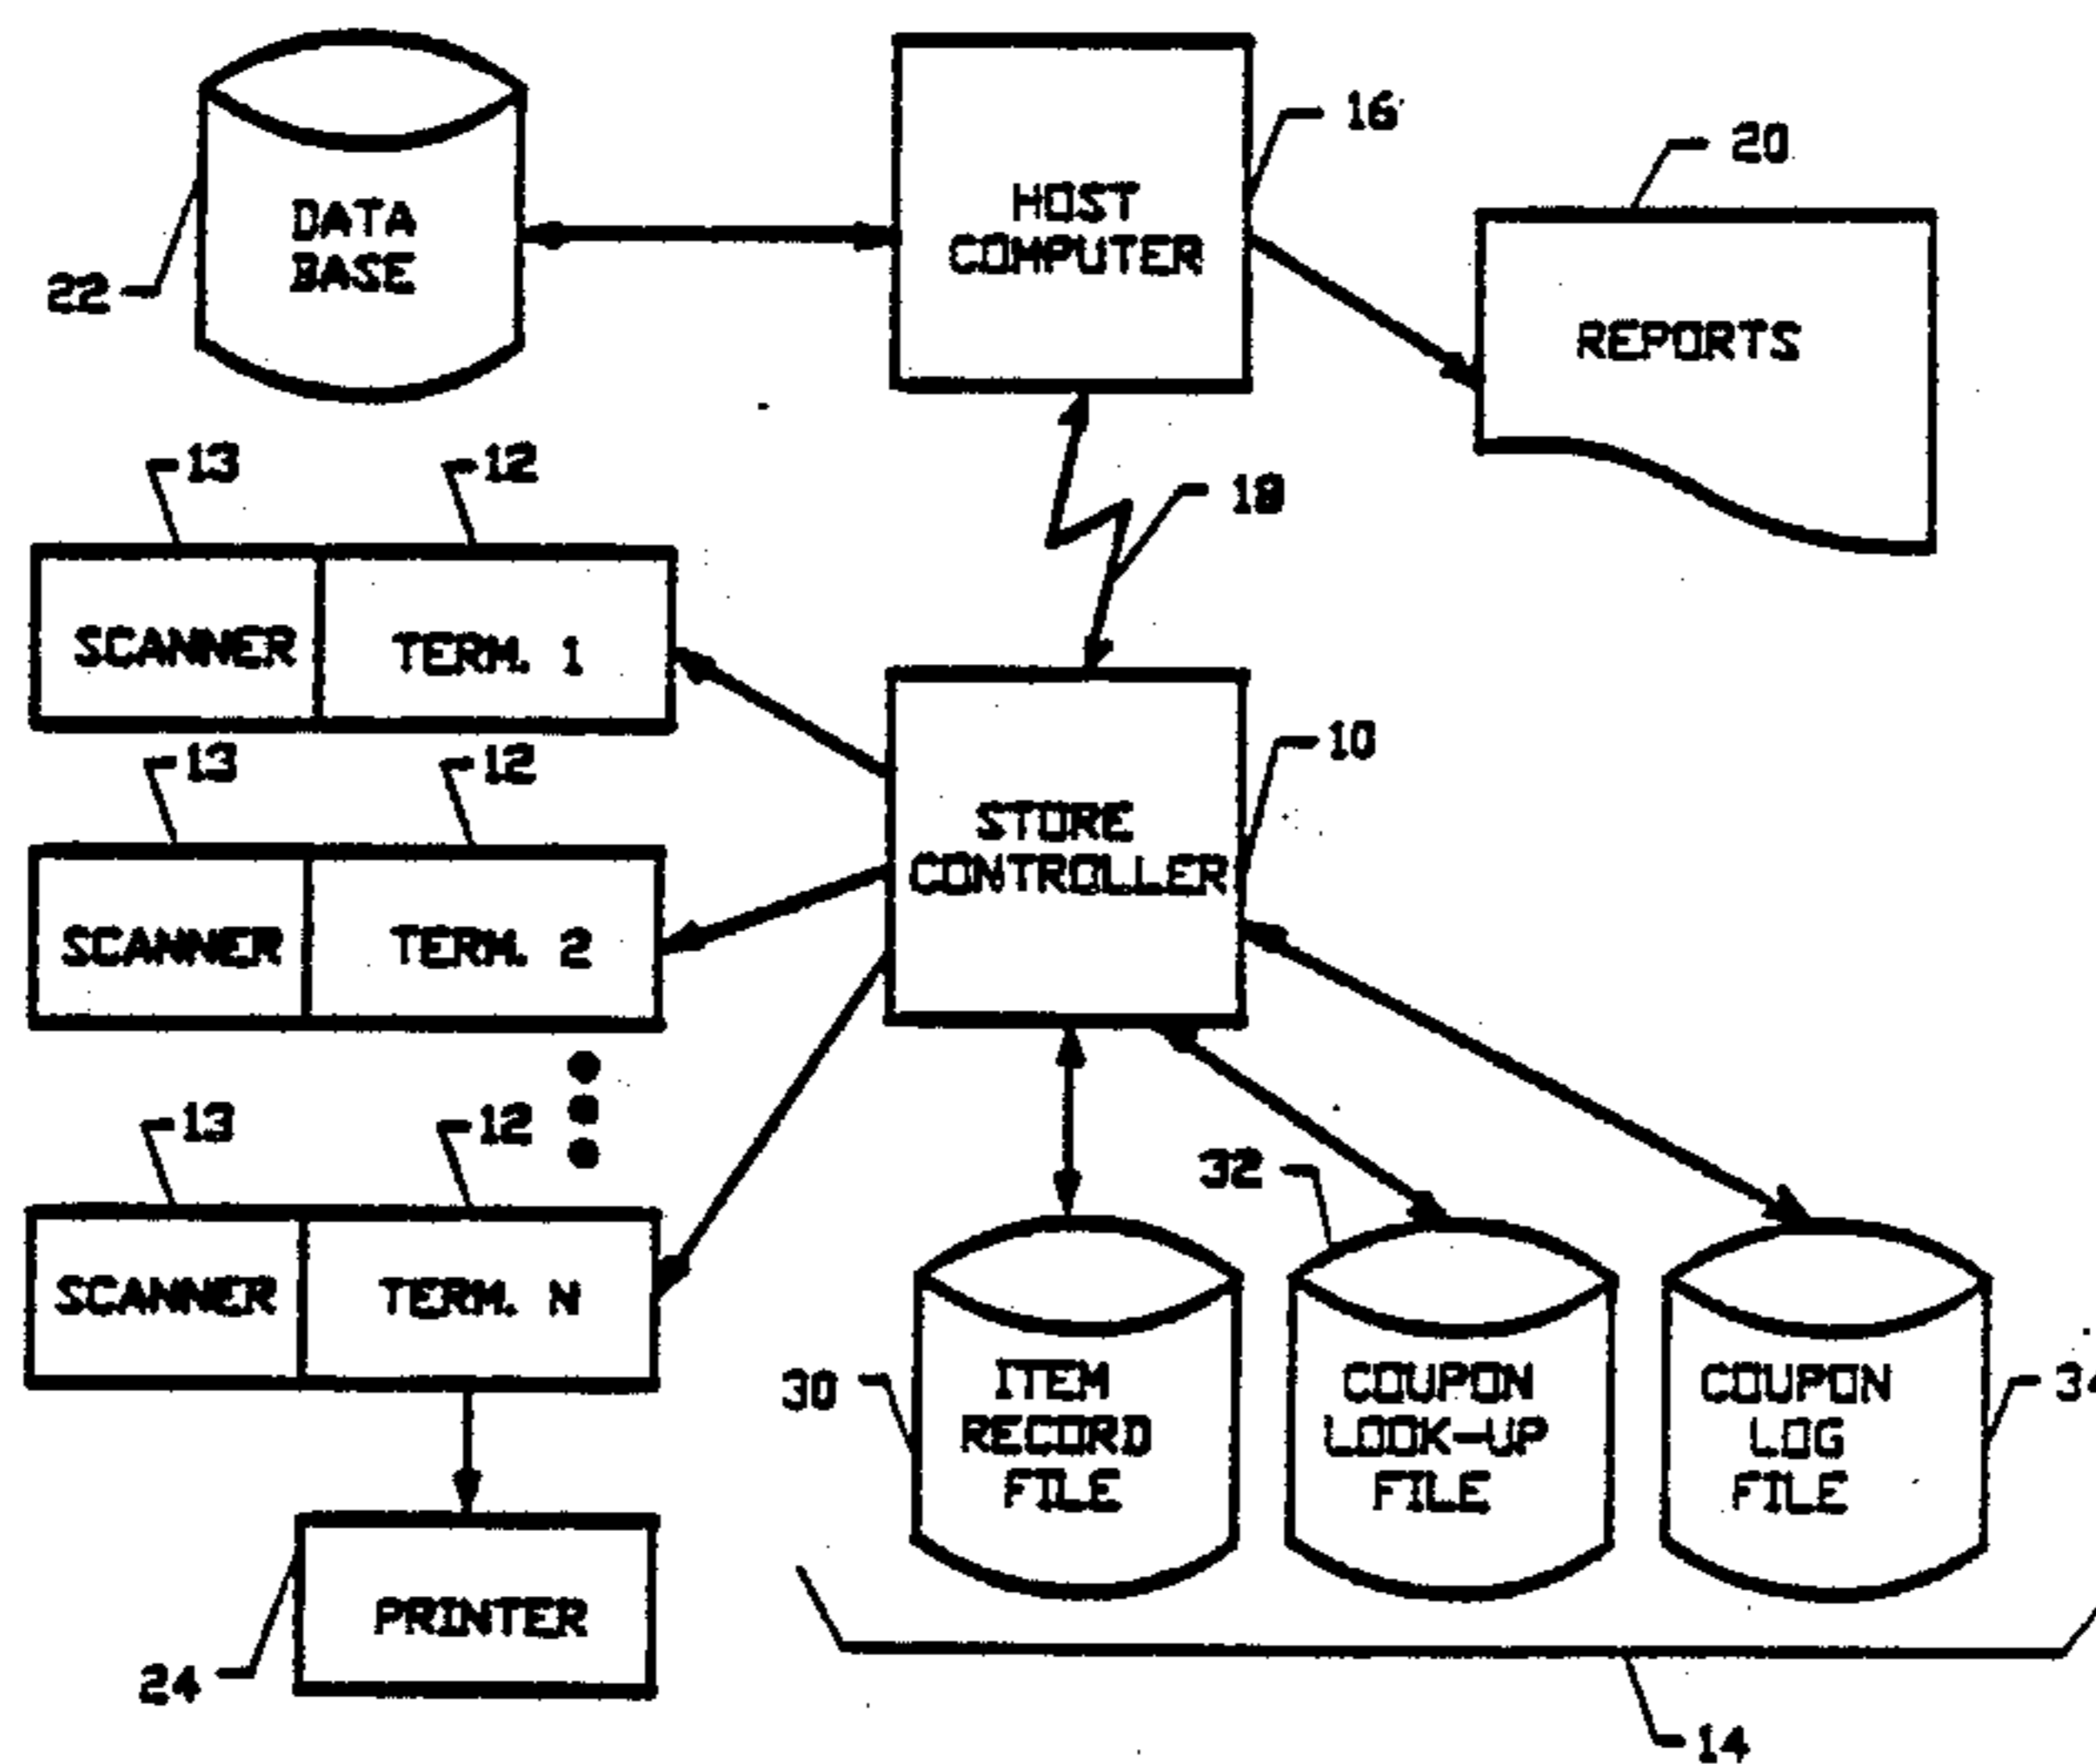 DATA
BASE
22
HOST
COMPUTER
16
20
REPORTS
18
13
12
SCANNER
TERM. 1
13
12
SCANNER
TERM. 2
13
12
SCANNER
TERM. N
STORE
CONTROLLER
10
32
30
ITEM
RECORD
FILE
COUPON
LOOK-UP
FILE
COUPON
LOG
FILE
34
PRINTER
24
14